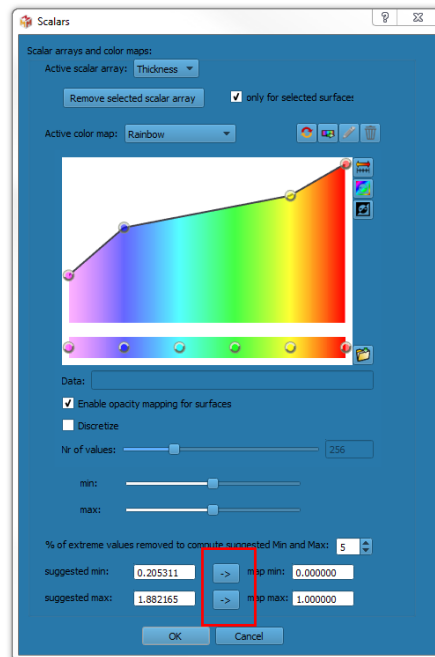 Scalars
Scalar arrays and color maps:
Active scalar array: Thickness
Remove selected scalar array only for selected surfaces
Active color map: Rainbow
Data:
Enable opacity mapping for surfaces
Discretize
Nr of values: 256
min:
max:
% of extreme values removed to compute suggested Min and Max: 5
suggested min: 0.205311 -> map min: 0.000000
suggested max: 1.882165 -> map max: 1.000000
OK Cancel